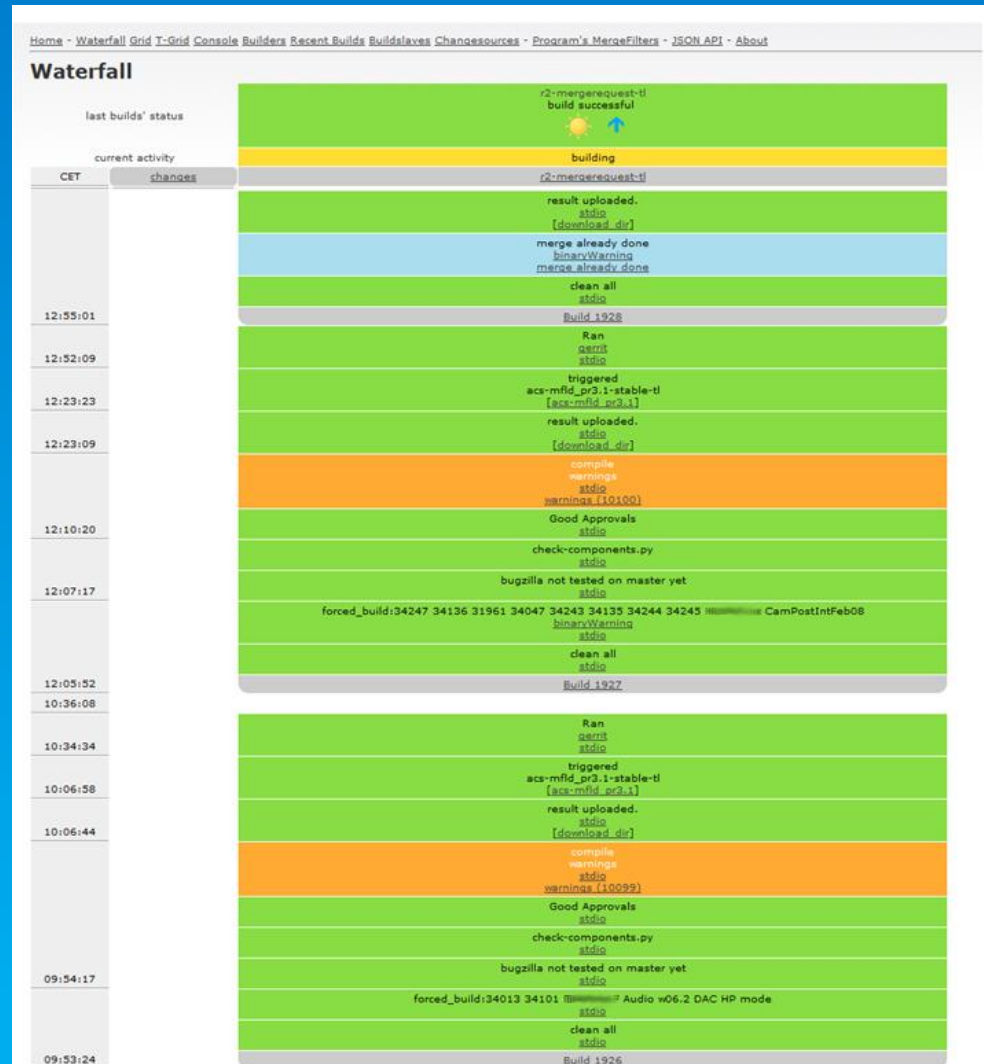 Home - Waterfall Grid T-Grid Console Builders Recent Builds Buildslaves Changesources - Program's MergeFilters - JSON API - About
Waterfall
last builds' status
r2-mergerequest-tl
build successful
current activity
building
CET
changes
r2-mergerequest-tl
result uploaded.
stdio
[download_dir]
merge already done
binaryWarning
merge already done
clean all
stdio
12:55:01
Build 1928
Ran
gerrit
stdio
12:52:09
triggered
acs-mfld_pr3.1-stable-tl
[acs-mfld_pr3.1]
12:23:23
result uploaded.
stdio
[download_dir]
12:23:09
compile
warnings
stdio
warnings (10100)
Good Approvals
stdio
12:10:20
check-components.py
stdio
bugzilla not tested on master yet
stdio
12:07:17
forced_build:34247 34136 31961 34047 34243 34135 34244 34245 CamPostIntFeb08
binaryWarning
stdio
clean all
stdio
12:05:52
Build 1927
10:36:08
Ran
gerrit
stdio
10:34:34
triggered
acs-mfld_pr3.1-stable-tl
[acs-mfld_pr3.1]
10:06:58
result uploaded.
stdio
[download_dir]
10:06:44
compile
warnings
stdio
warnings (10099)
Good Approvals
stdio
check-components.py
stdio
bugzilla not tested on master yet
stdio
09:54:17
forced_build:34013 34101 Audio w06.2 DAC HP mode
stdio
clean all
stdio
09:53:24
Build 1926